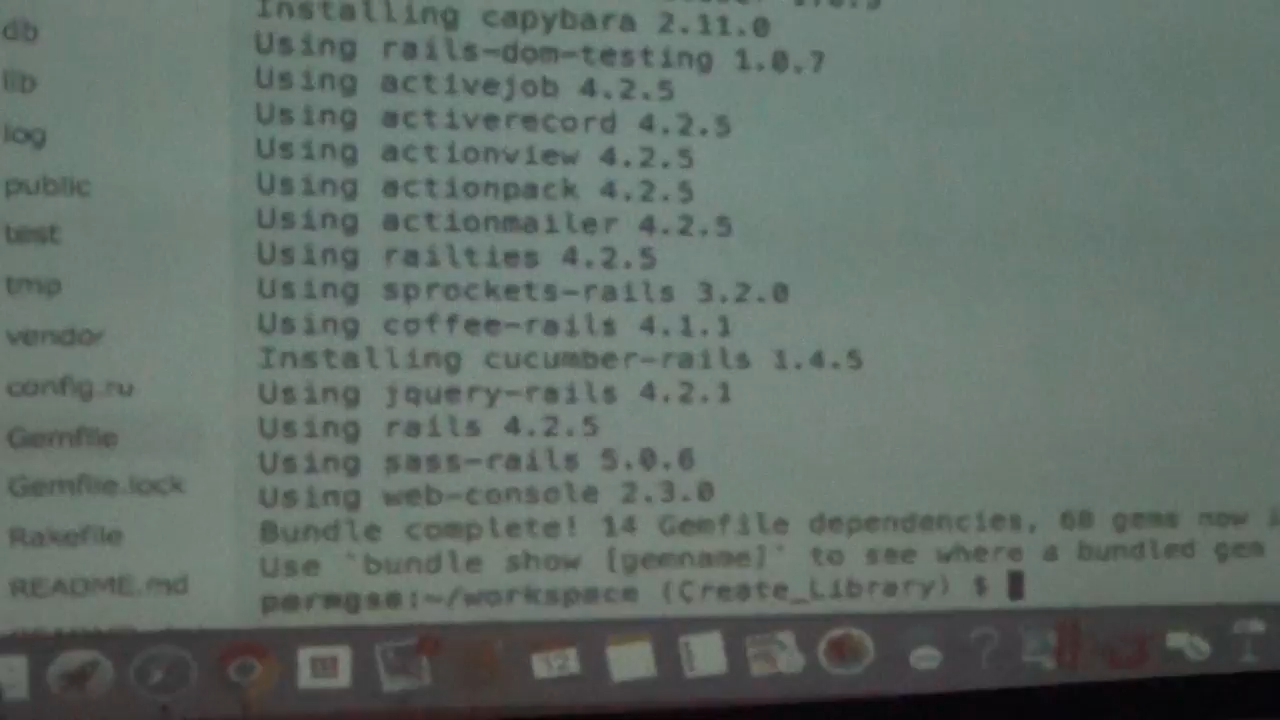 db
lib
log
public
test
tmp
vendor
config.ru
Gemfile
Gemfile.lock
Rakefile
README.md
Installing capybara 2.11.0
Using rails-dom-testing 1.0.7
Using activejob 4.2.5
Using activerecord 4.2.5
Using actionview 4.2.5
Using actionpack 4.2.5
Using actionmailer 4.2.5
Using railties 4.2.5
Using sprockets-rails 3.2.0
Using coffee-rails 4.1.1
Installing cucumber-rails 1.4.5
Using jquery-rails 4.2.1
Using rails 4.2.5
Using sass-rails 5.0.6
Using web-console 2.3.0
Bundle complete! 14 Gemfile dependencies, 60 gems now
Use `bundle show [gemname]` to see where a bundled gem
:~/workspace (Create_Library) $
12